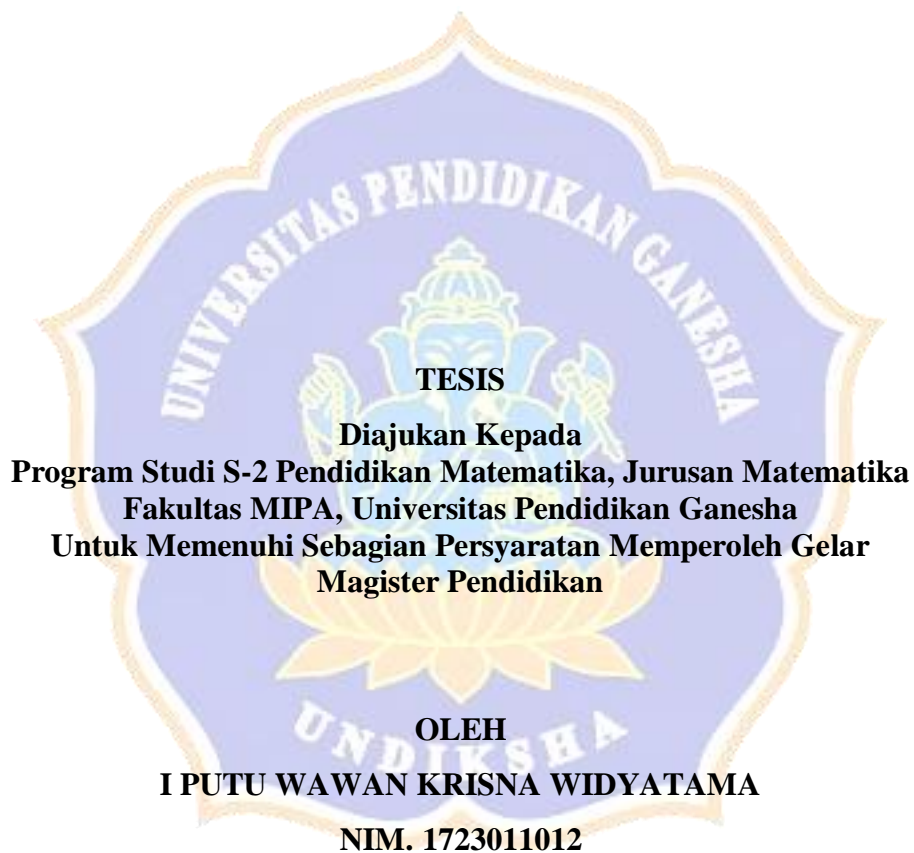 UNIVERSITAS PENDIDIKAN GANESHA
TESIS
Diajukan Kepada
Program Studi S-2 Pendidikan Matematika, Jurusan Matematika
Fakultas MIPA, Universitas Pendidikan Ganesha
Untuk Memenuhi Sebagian Persyaratan Memperoleh Gelar
Magister Pendidikan
UNDIKSHA
OLEH
I PUTU WAWAN KRISNA WIDYATAMA
NIM. 1723011012